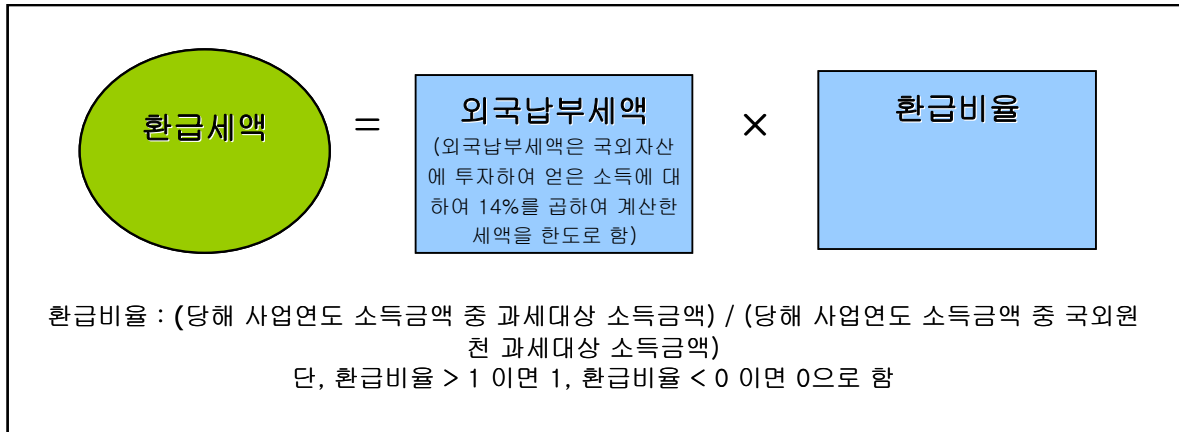 환급세액
=
외국납부세액
(외국납부세액은 국외자산
에 투자하여 얻은 소득에 대
하여 14%를 곱하여 계산한
세액을 한도로 함)
×
환급비율
환급비율 : (당해 사업연도 소득금액 중 과세대상 소득금액) / (당해 사업연도 소득금액 중 국외원
천 과세대상 소득금액)
단, 환급비율 > 1 이면 1, 환급비율 < 0 이면 0으로 함